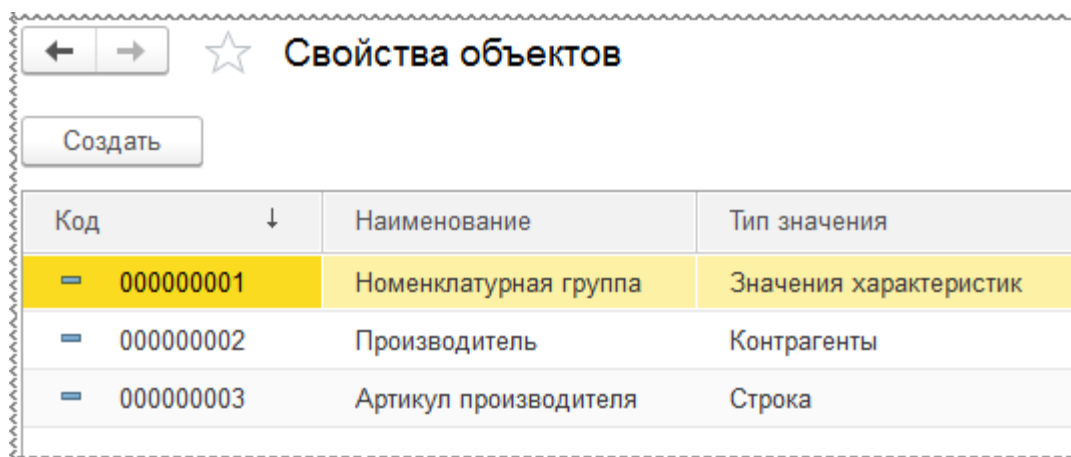 Свойства объектов
Создать
Код Наименование Тип значения
000000001 Номенклатурная группа Значения характеристик
000000002 Производитель Контрагенты
000000003 Артикул производителя Строка